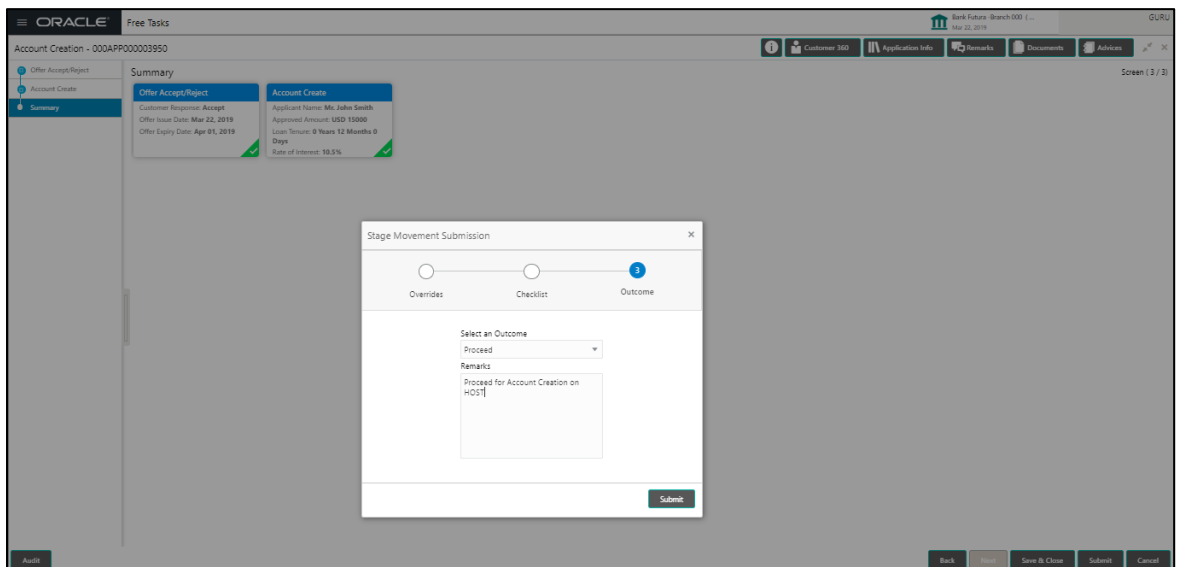 ORACLE Free Tasks Bank Futura -Branch 000 (... GURU
Mar 22, 2019
Account Creation - 000APP000003950 Customer 360 Application Info Remarks Documents Advices
Offer Accept/Reject
Account Create
Summary
Summary Screen ( 3 / 3)
Offer Accept/Reject
Customer Response: Accept
Offer Issue Date: Mar 22, 2019
Offer Expiry Date: Apr 01, 2019
Account Create
Applicant Name: Mr. John Smith
Approved Amount: USD 15000
Loan Tenure: 0 Years 12 Months 0
Days
Rate of Interest: 10.5%
Stage Movement Submission
3
Overrides Checklist Outcome
Select an Outcome
Proceed
Remarks
Proceed for Account Creation on
HOST
Submit
Audit Back Next Save & Close Submit Cancel